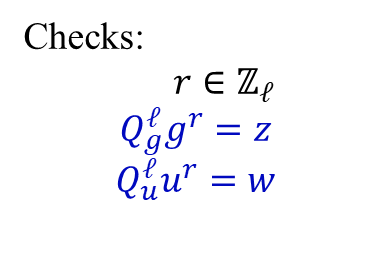 Checks:
r ∈ ℤ_ℓ
Q_g^ℓ g^r = z
Q_u^ℓ u^r = w